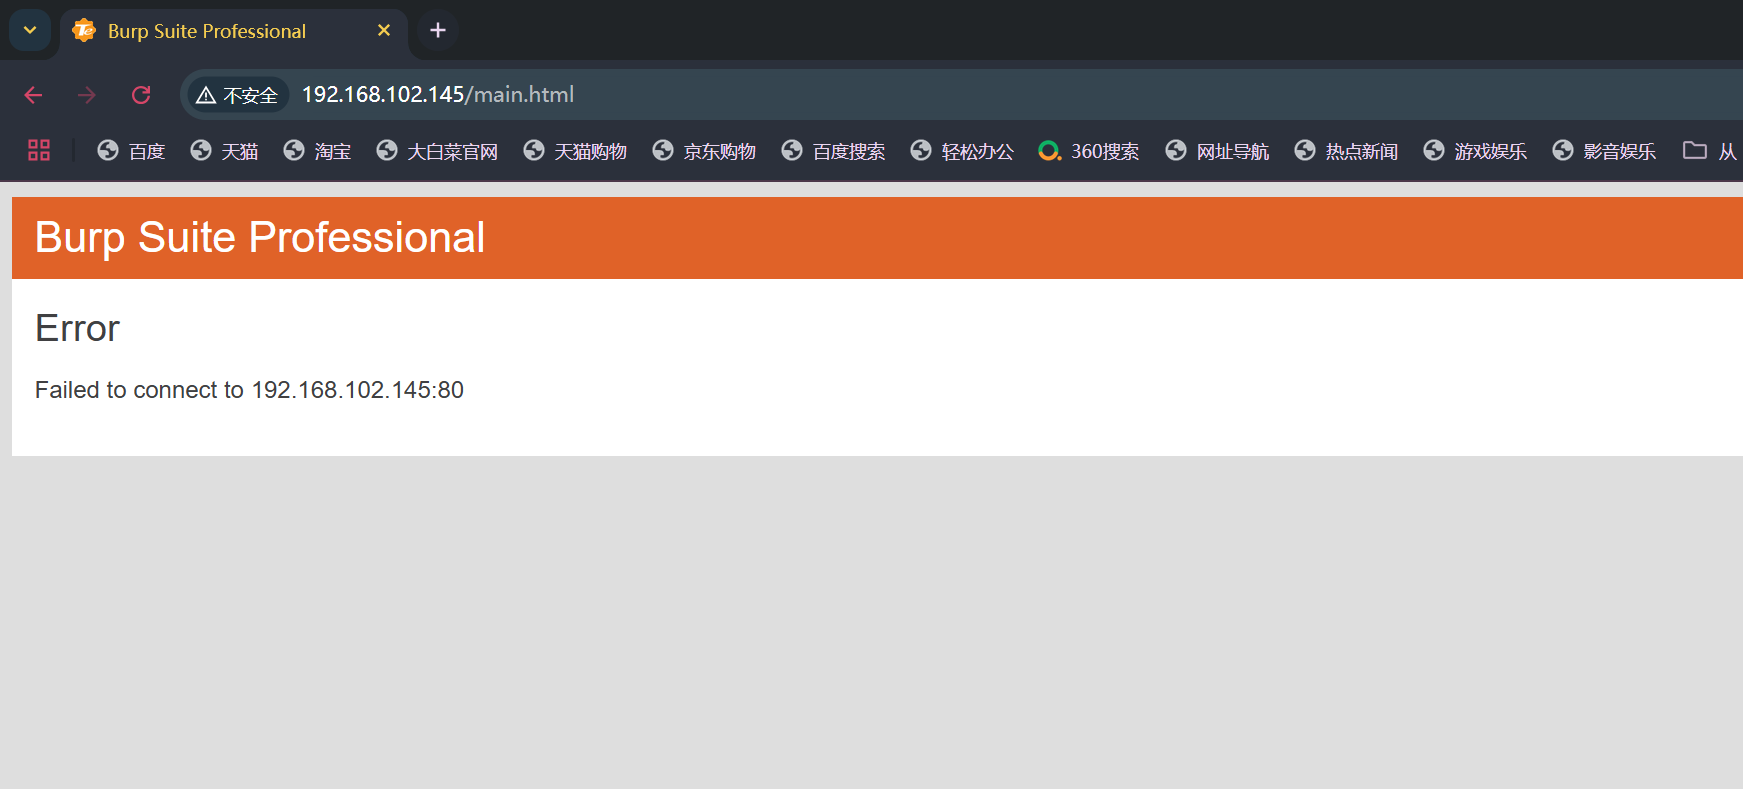 Burp Suite Professional
不安全 192.168.102.145/main.html
百度 天猫 淘宝 大白菜官网 天猫购物 京东购物 百度搜索 轻松办公 360搜索 网址导航 热点新闻 游戏娱乐 影音娱乐 从
Burp Suite Professional
Error
Failed to connect to 192.168.102.145:80